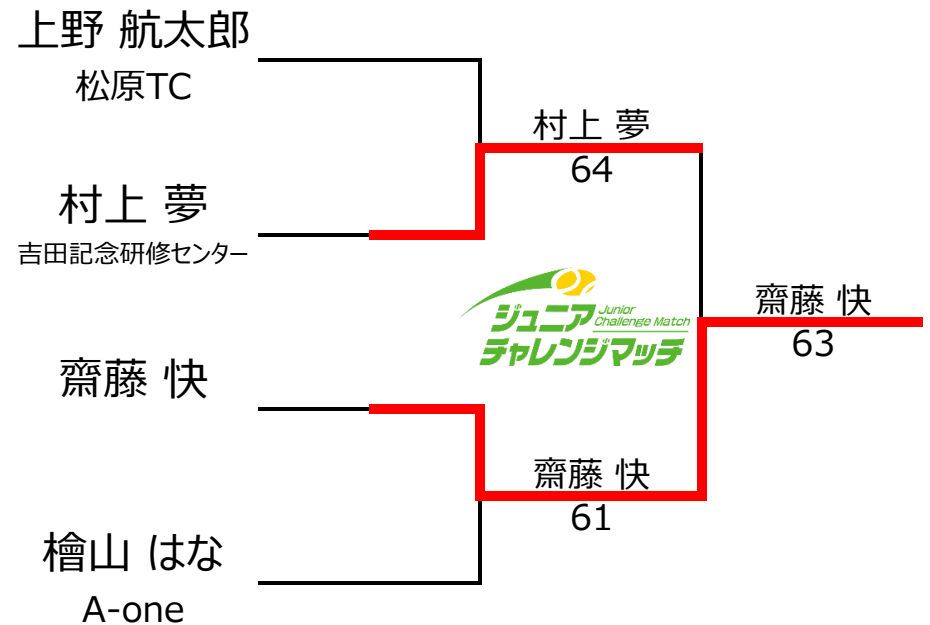 上野 航太郎
松原TC
村上 夢
64
村上 夢
吉田記念研修センター
ジュニア
Junior
Challenge Match
チャレンジマッチ
齋藤 快
63
齋藤 快
齋藤 快
61
檜山 はな
A-one